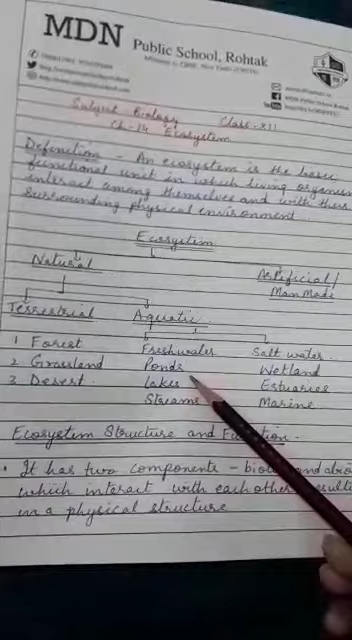 MDN
Public School, Rohtak
Subject - Biology Class-XII
Ch-14 Ecosystem
Definition - An ecosystem is the basic
functional unit in which living organisms
interact among themselves and with their
surrounding physical environment
Ecosystem
Natural Artificial/
Man Made
Terrestrial Aquatic
1 Forest Freshwater Salt water
2 Grassland Ponds Wetland
3 Desert Lakes Estuaries
Streams Marine
Ecosystem Structure and Function
• It has two components - and
which interact with each other
in a physical structure